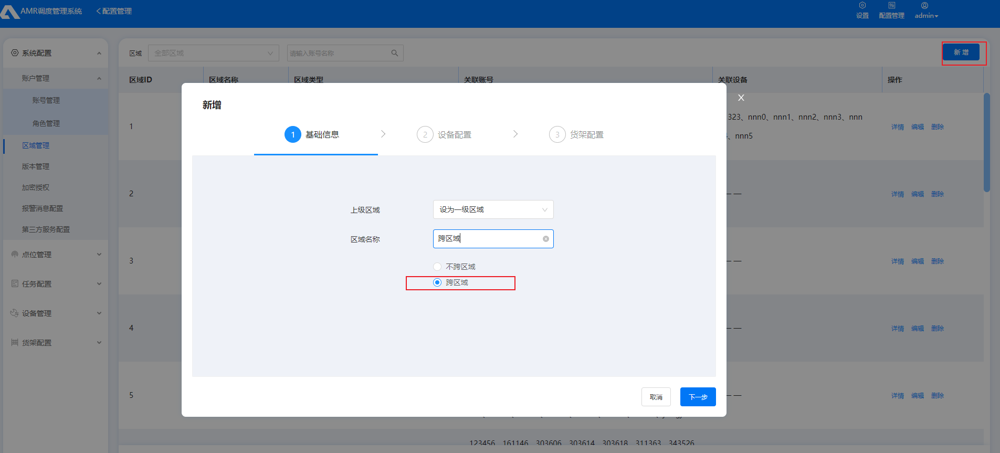 AMR调度管理系统
配置管理
设置
配置管理
admin
系统配置
账户管理
账号管理
角色管理
区域管理
版本管理
加密授权
报警消息配置
第三方服务配置
点位管理
任务配置
设备管理
货架配置
区域
全部区域
请输入账号名称
新 增
区域ID
区域名称
区域类型
关联账号
关联设备
操作
1
323、nnn0、nnn1、nnn2、nnn3、nnn
、nnn5
详情 编辑 删除
2
— —
详情 编辑 删除
3
— —
详情 编辑 删除
4
— —
详情 编辑 删除
5
— —
详情 编辑 删除
123456、161146、303606、303614、303618、311363、343526
新增
X
1 基础信息
2 设备配置
3 货架配置
上级区域
设为一级区域
区域名称
跨区域
不跨区域
跨区域
取消
下一步